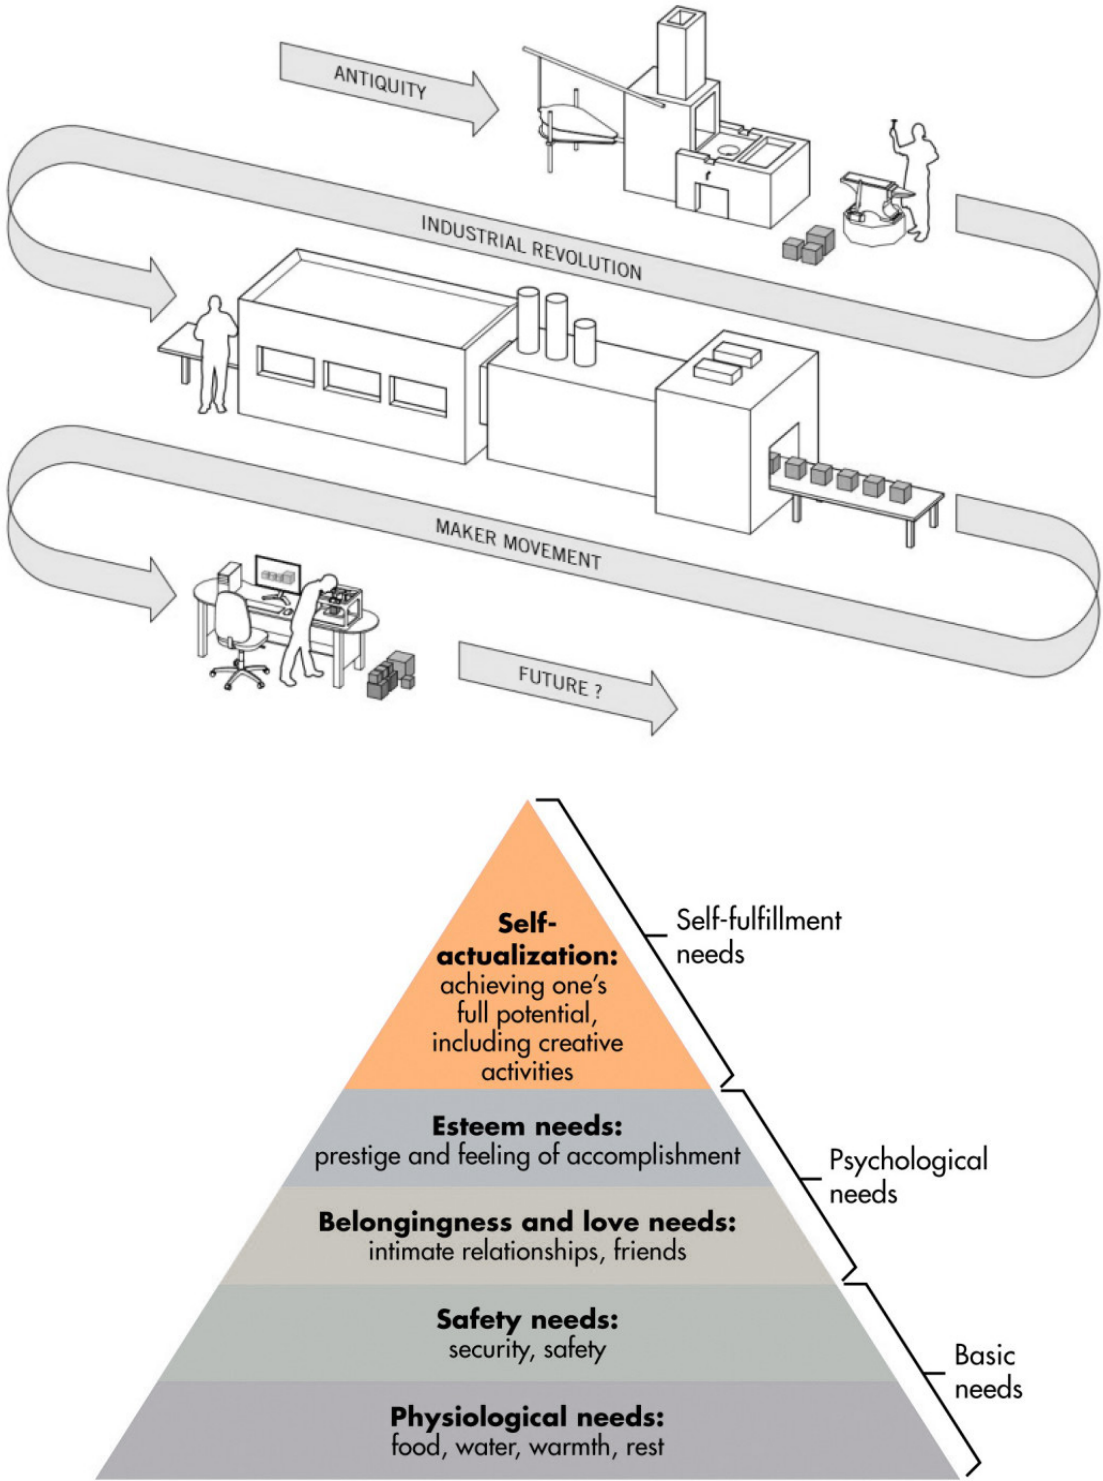 ANTIQUITY
INDUSTRIAL REVOLUTION
MAKER MOVEMENT
FUTURE ?
Self-
actualization:
achieving one's
full potential,
including creative
activities
Self-fulfillment
needs
Esteem needs:
prestige and feeling of accomplishment
Psychological
needs
Belongingness and love needs:
intimate relationships, friends
Safety needs:
security, safety
Basic
needs
Physiological needs:
food, water, warmth, rest